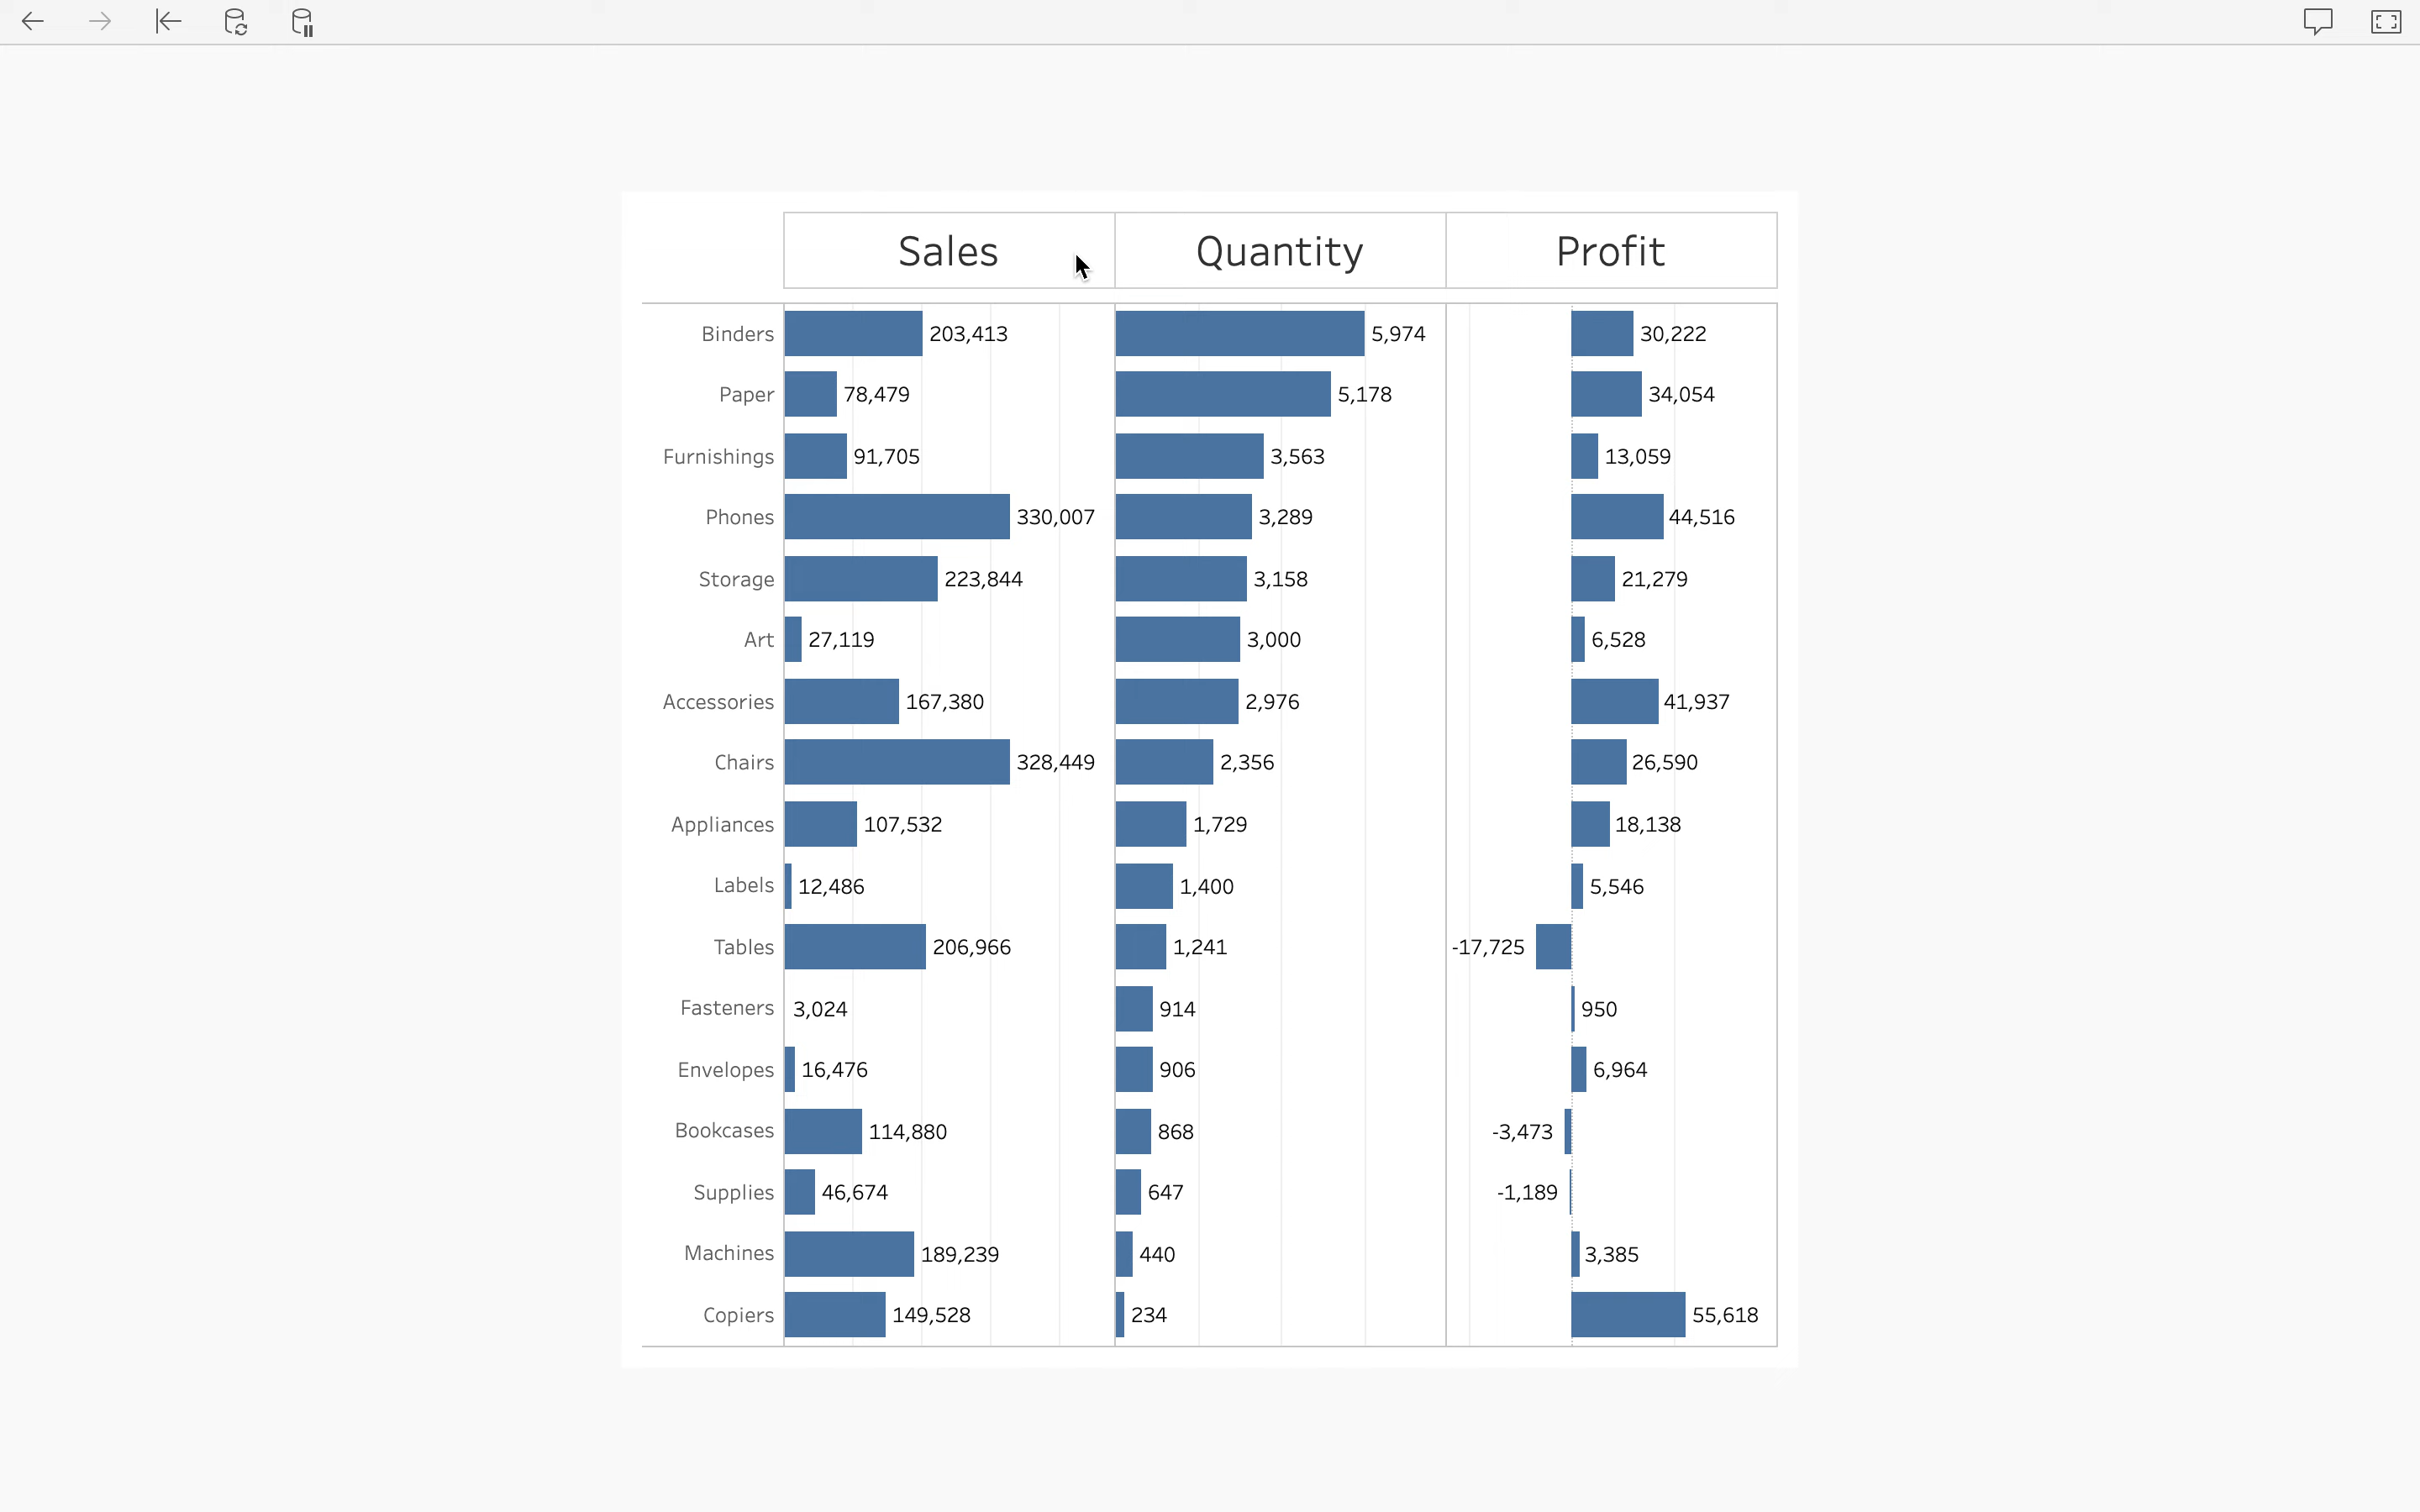 Sales Quantity Profit
Binders 203,413 5,974 30,222
Paper 78,479 5,178 34,054
Furnishings 91,705 3,563 13,059
Phones 330,007 3,289 44,516
Storage 223,844 3,158 21,279
Art 27,119 3,000 6,528
Accessories 167,380 2,976 41,937
Chairs 328,449 2,356 26,590
Appliances 107,532 1,729 18,138
Labels 12,486 1,400 5,546
Tables 206,966 1,241 -17,725
Fasteners 3,024 914 950
Envelopes 16,476 906 6,964
Bookcases 114,880 868 -3,473
Supplies 46,674 647 -1,189
Machines 189,239 440 3,385
Copiers 149,528 234 55,618